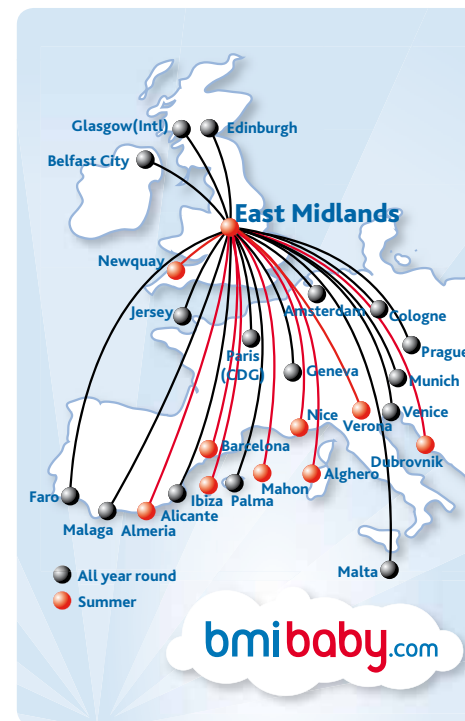 Glasgow(Intl)
Edinburgh
Belfast City
East Midlands
Newquay
Jersey
Amsterdam
Cologne
Paris
(CDG)
Prague
Geneva
Munich
Nice
Verona
Venice
Barcelona
Dubrovnik
Mahon
Alghero
Faro
Ibiza
Palma
Malaga
Almeria
Alicante
All year round
Malta
Summer
bmibaby.com